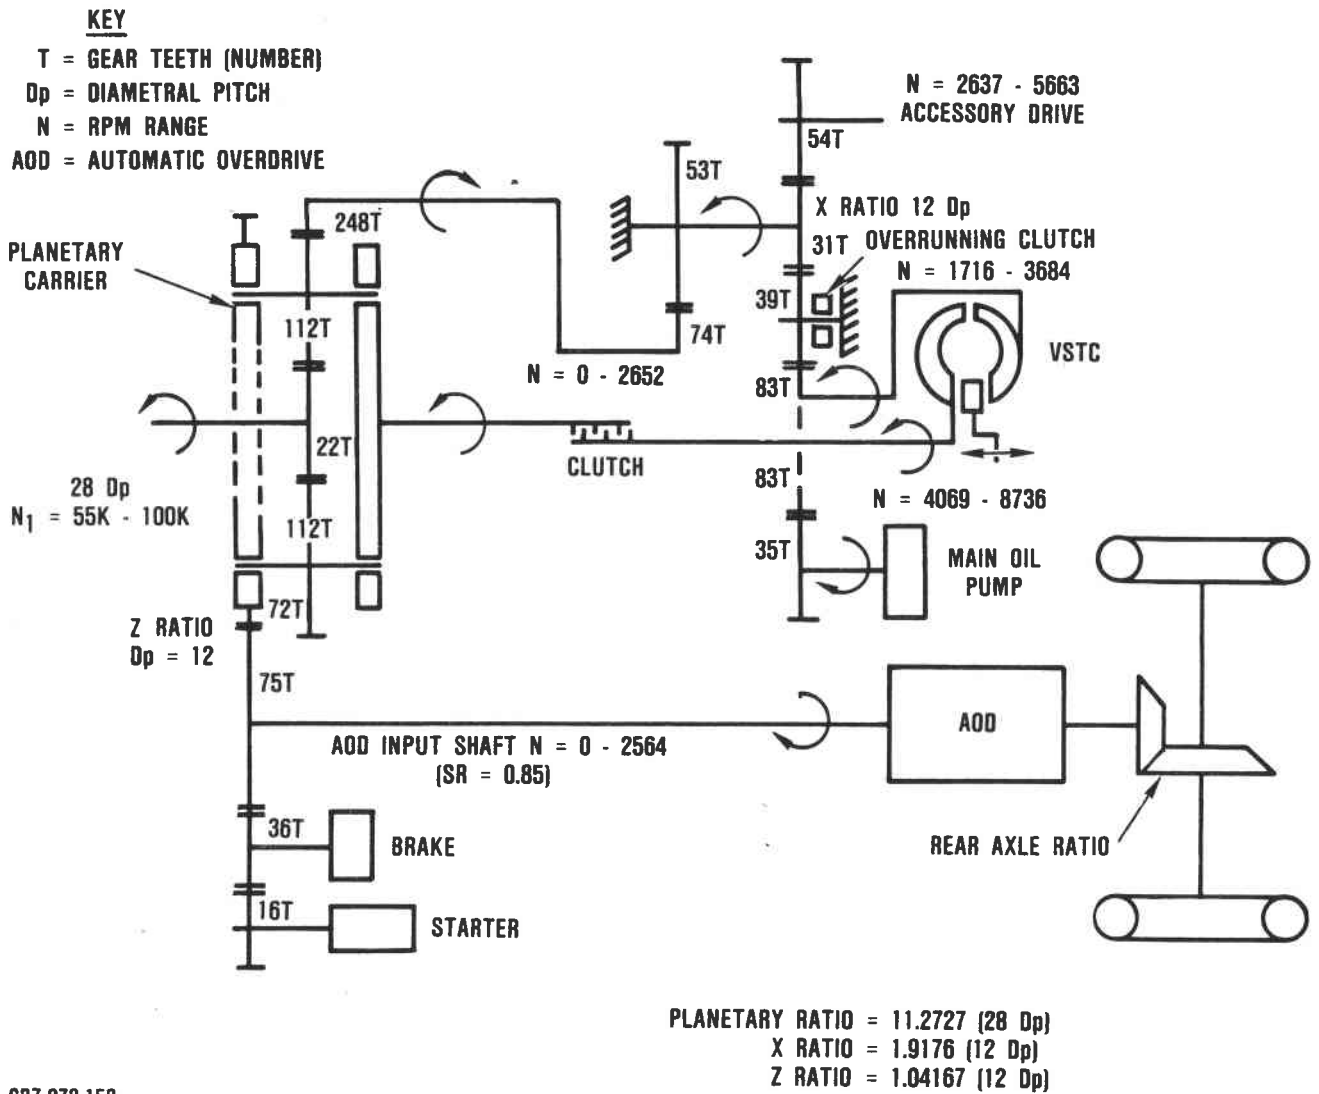 KEY
T = GEAR TEETH (NUMBER)
Dp = DIAMETRAL PITCH
N = RPM RANGE
AOD = AUTOMATIC OVERDRIVE
N = 2637 - 5663
ACCESSORY DRIVE
54T
53T
248T
X RATIO 12 Dp
31T
OVERRUNNING CLUTCH
N = 1716 - 3684
PLANETARY
CARRIER
39T
112T
74T
VSTC
N = 0 - 2652
83T
22T
CLUTCH
83T
28 Dp
N1 = 55K - 100K
N = 4069 - 8736
112T
35T
MAIN OIL
PUMP
72T
Z RATIO
Dp = 12
75T
AOD
AOD INPUT SHAFT N = 0 - 2564
(SR = 0.85)
36T
BRAKE
REAR AXLE RATIO
16T
STARTER
PLANETARY RATIO = 11.2727 (28 Dp)
X RATIO = 1.9176 (12 Dp)
Z RATIO = 1.04167 (12 Dp)